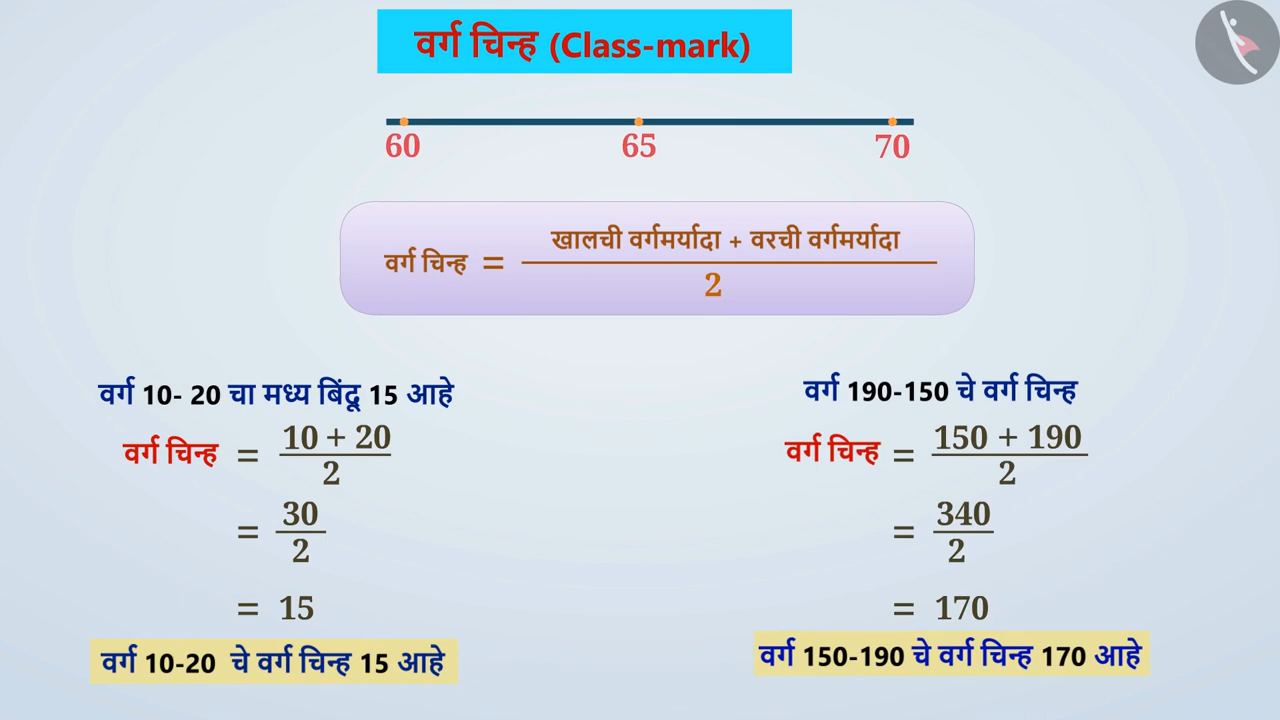 वर्ग चिन्ह (Class-mark)
60 65 70
वर्ग चिन्ह = खालची वर्गमर्यादा + वरची वर्गमर्यादा
2
वर्ग 10- 20 चा मध्य बिंदू 15 आहे
वर्ग चिन्ह = 10 + 20
2
= 30
2
= 15
वर्ग 10-20 चे वर्ग चिन्ह 15 आहे
वर्ग 190-150 चे वर्ग चिन्ह
वर्ग चिन्ह = 150 + 190
2
= 340
2
= 170
वर्ग 150-190 चे वर्ग चिन्ह 170 आहे